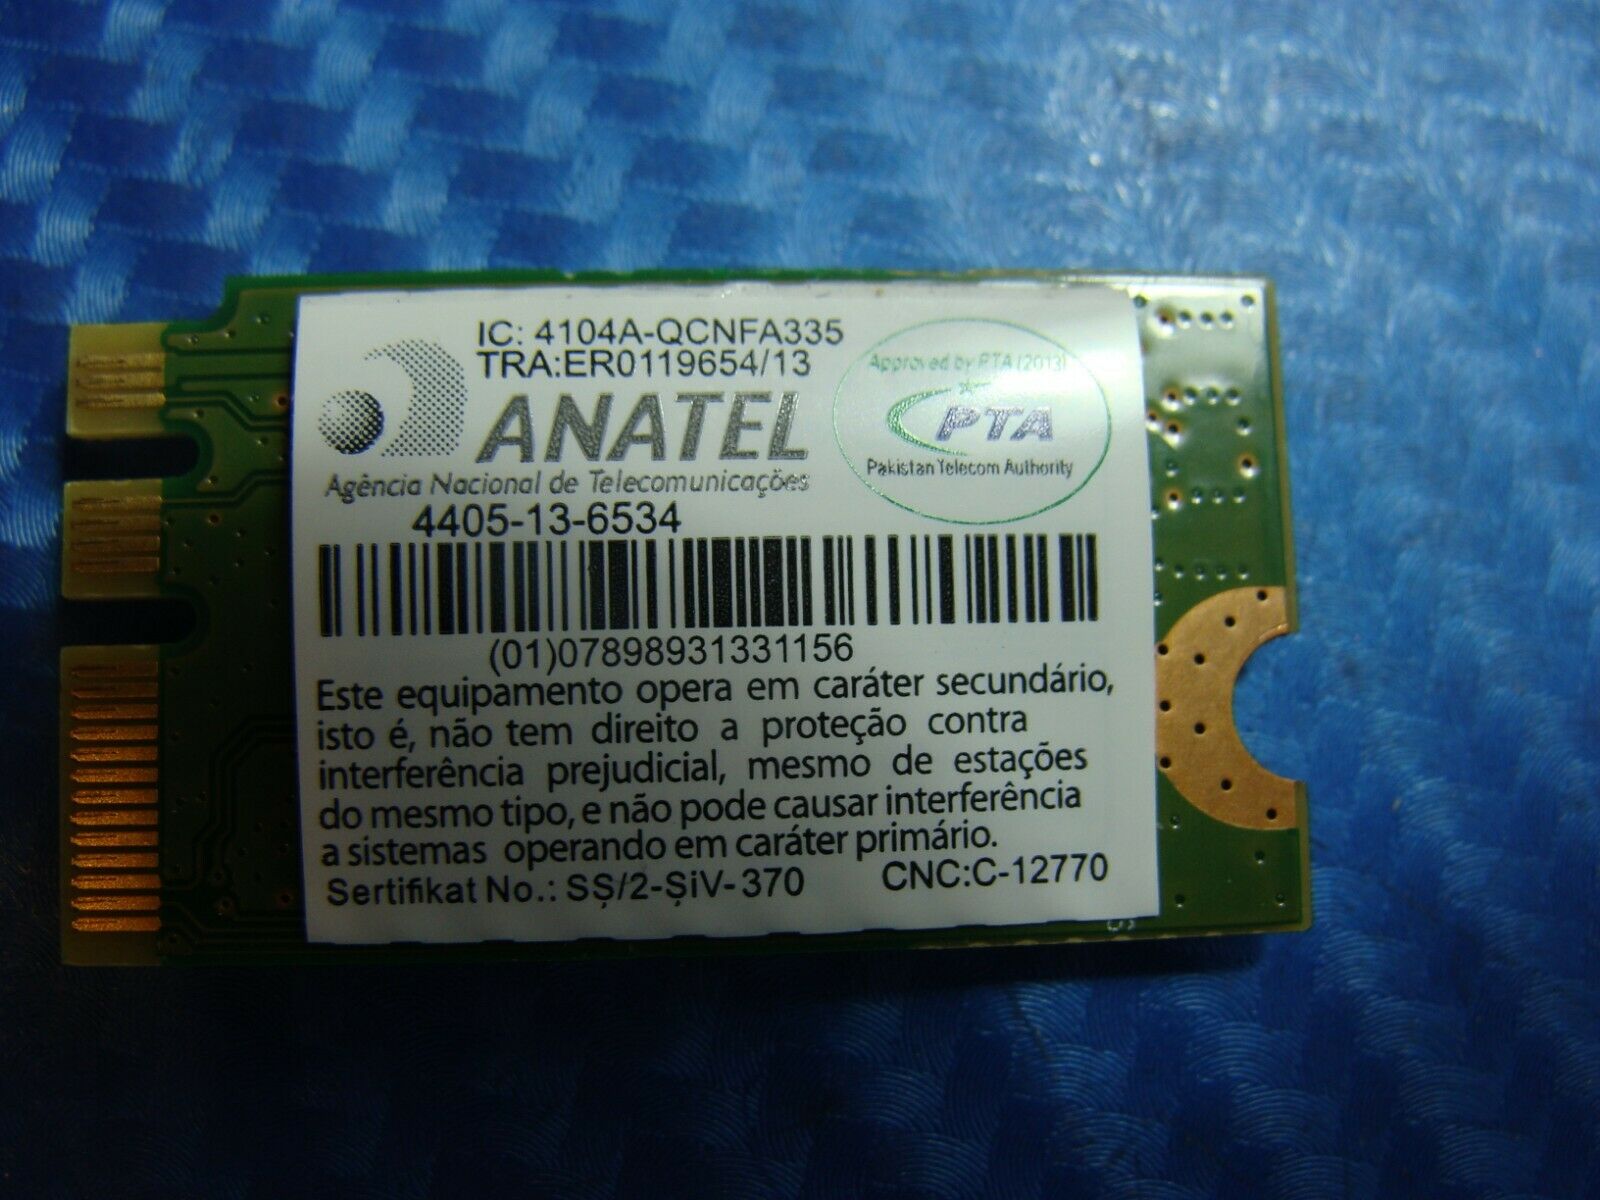 IC: 4104A-QCNFA335
TRA:ER0119654/13
ANATEL
Agência Nacional de Telecomunicações
4405-13-6534
Approved by PTA (2013)
PTA
Pakistan Telecom Authority
(01)07898931331156
Este equipamento opera em caráter secundário,
isto é, não tem direito a proteção contra
interferência prejudicial, mesmo de estações
do mesmo tipo, e não pode causar interferência
a sistemas operando em caráter primário.
Sertifikat No.: SȘ/2-ȘiV-370 CNC:C-12770